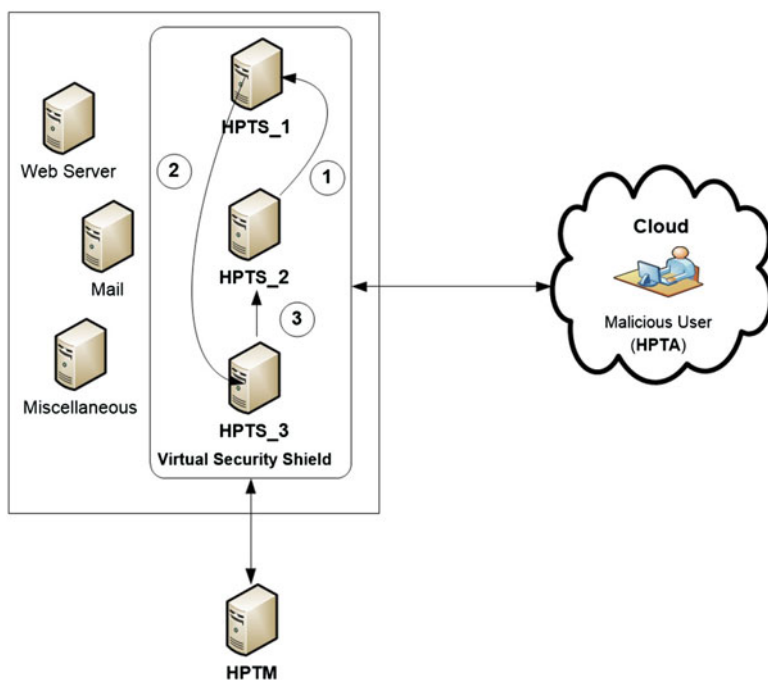 HPTS_1
2
1
Web Server
HPTS_2
Mail
3
Miscellaneous
HPTS_3
Virtual Security Shield
Cloud
Malicious User
(HPTA)
HPTM